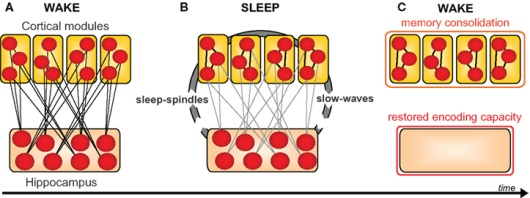 A WAKE
Cortical modules
Hippocampus
B SLEEP
sleep-spindles
slow-waves
C WAKE
memory consolidation
restored encoding capacity
time